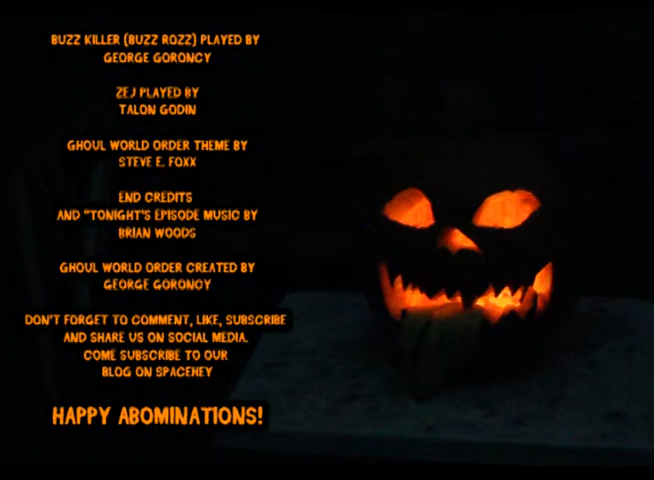 BUZZ KILLER (BUZZ ROZZ) PLAYED BY
GEORGE GORONCY
ZEJ PLAYED BY
TALON GODIN
GHOUL WORLD ORDER THEME BY
STEVE E. FOXX
END CREDITS
AND "TONIGHT'S EPISODE MUSIC BY
BRIAN WOODS
GHOUL WORLD ORDER CREATED BY
GEORGE GORONCY
DON'T FORGET TO COMMENT, LIKE, SUBSCRIBE
AND SHARE US ON SOCIAL MEDIA.
COME SUBSCRIBE TO OUR
BLOG ON SPACEHEY
HAPPY ABOMINATIONS!